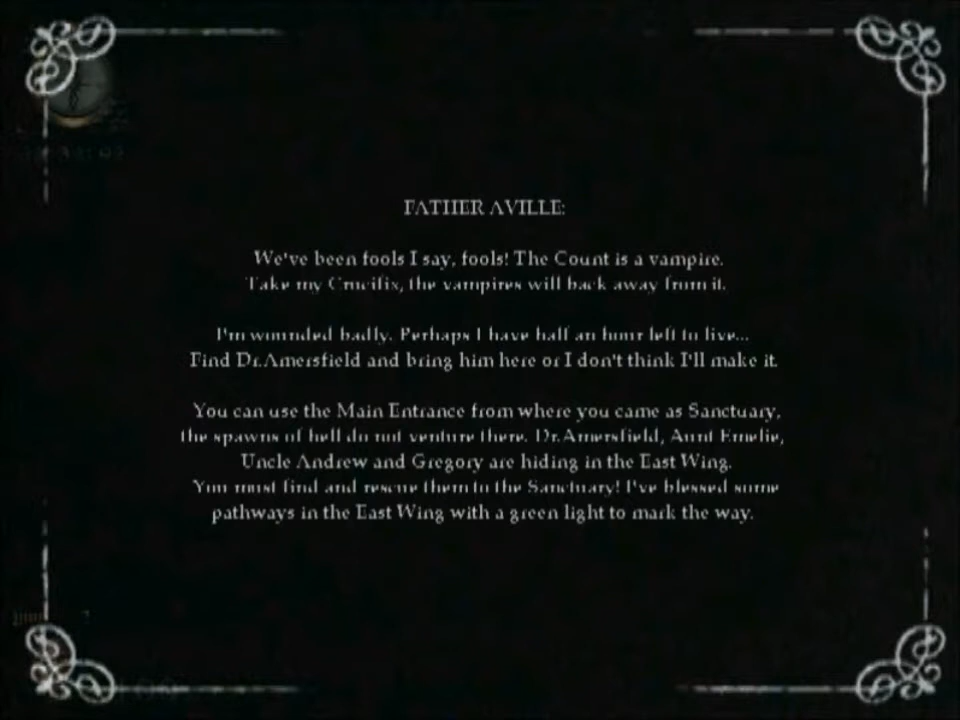 FATHER AVILLE:
We've been fools I say, fools! The Count is a vampire.
Take my Crucifix, the vampires will back away from it.
I'm wounded badly. Perhaps I have half an hour left to live...
Find Dr.Amersfield and bring him here or I don't think I'll make it.
You can use the Main Entrance from where you came as Sanctuary,
the spawns of hell do not venture there. Dr.Amersfield, Aunt Emelie,
Uncle Andrew and Gregory are hiding in the East Wing.
You must find and rescue them to the Sanctuary! I've blessed some
pathways in the East Wing with a green light to mark the way.